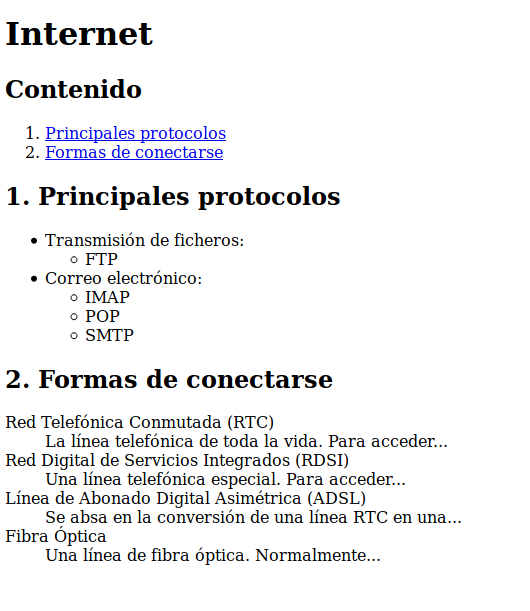 Internet
Contenido
1. Principales protocolos
2. Formas de conectarse
1. Principales protocolos
Transmisión de ficheros:
FTP
Correo electrónico:
IMAP
POP
SMTP
2. Formas de conectarse
Red Telefónica Conmutada (RTC)
La línea telefónica de toda la vida. Para acceder...
Red Digital de Servicios Integrados (RDSI)
Una línea telefónica especial. Para acceder...
Línea de Abonado Digital Asimétrica (ADSL)
Se absa en la conversión de una línea RTC en una...
Fibra Óptica
Una línea de fibra óptica. Normalmente...